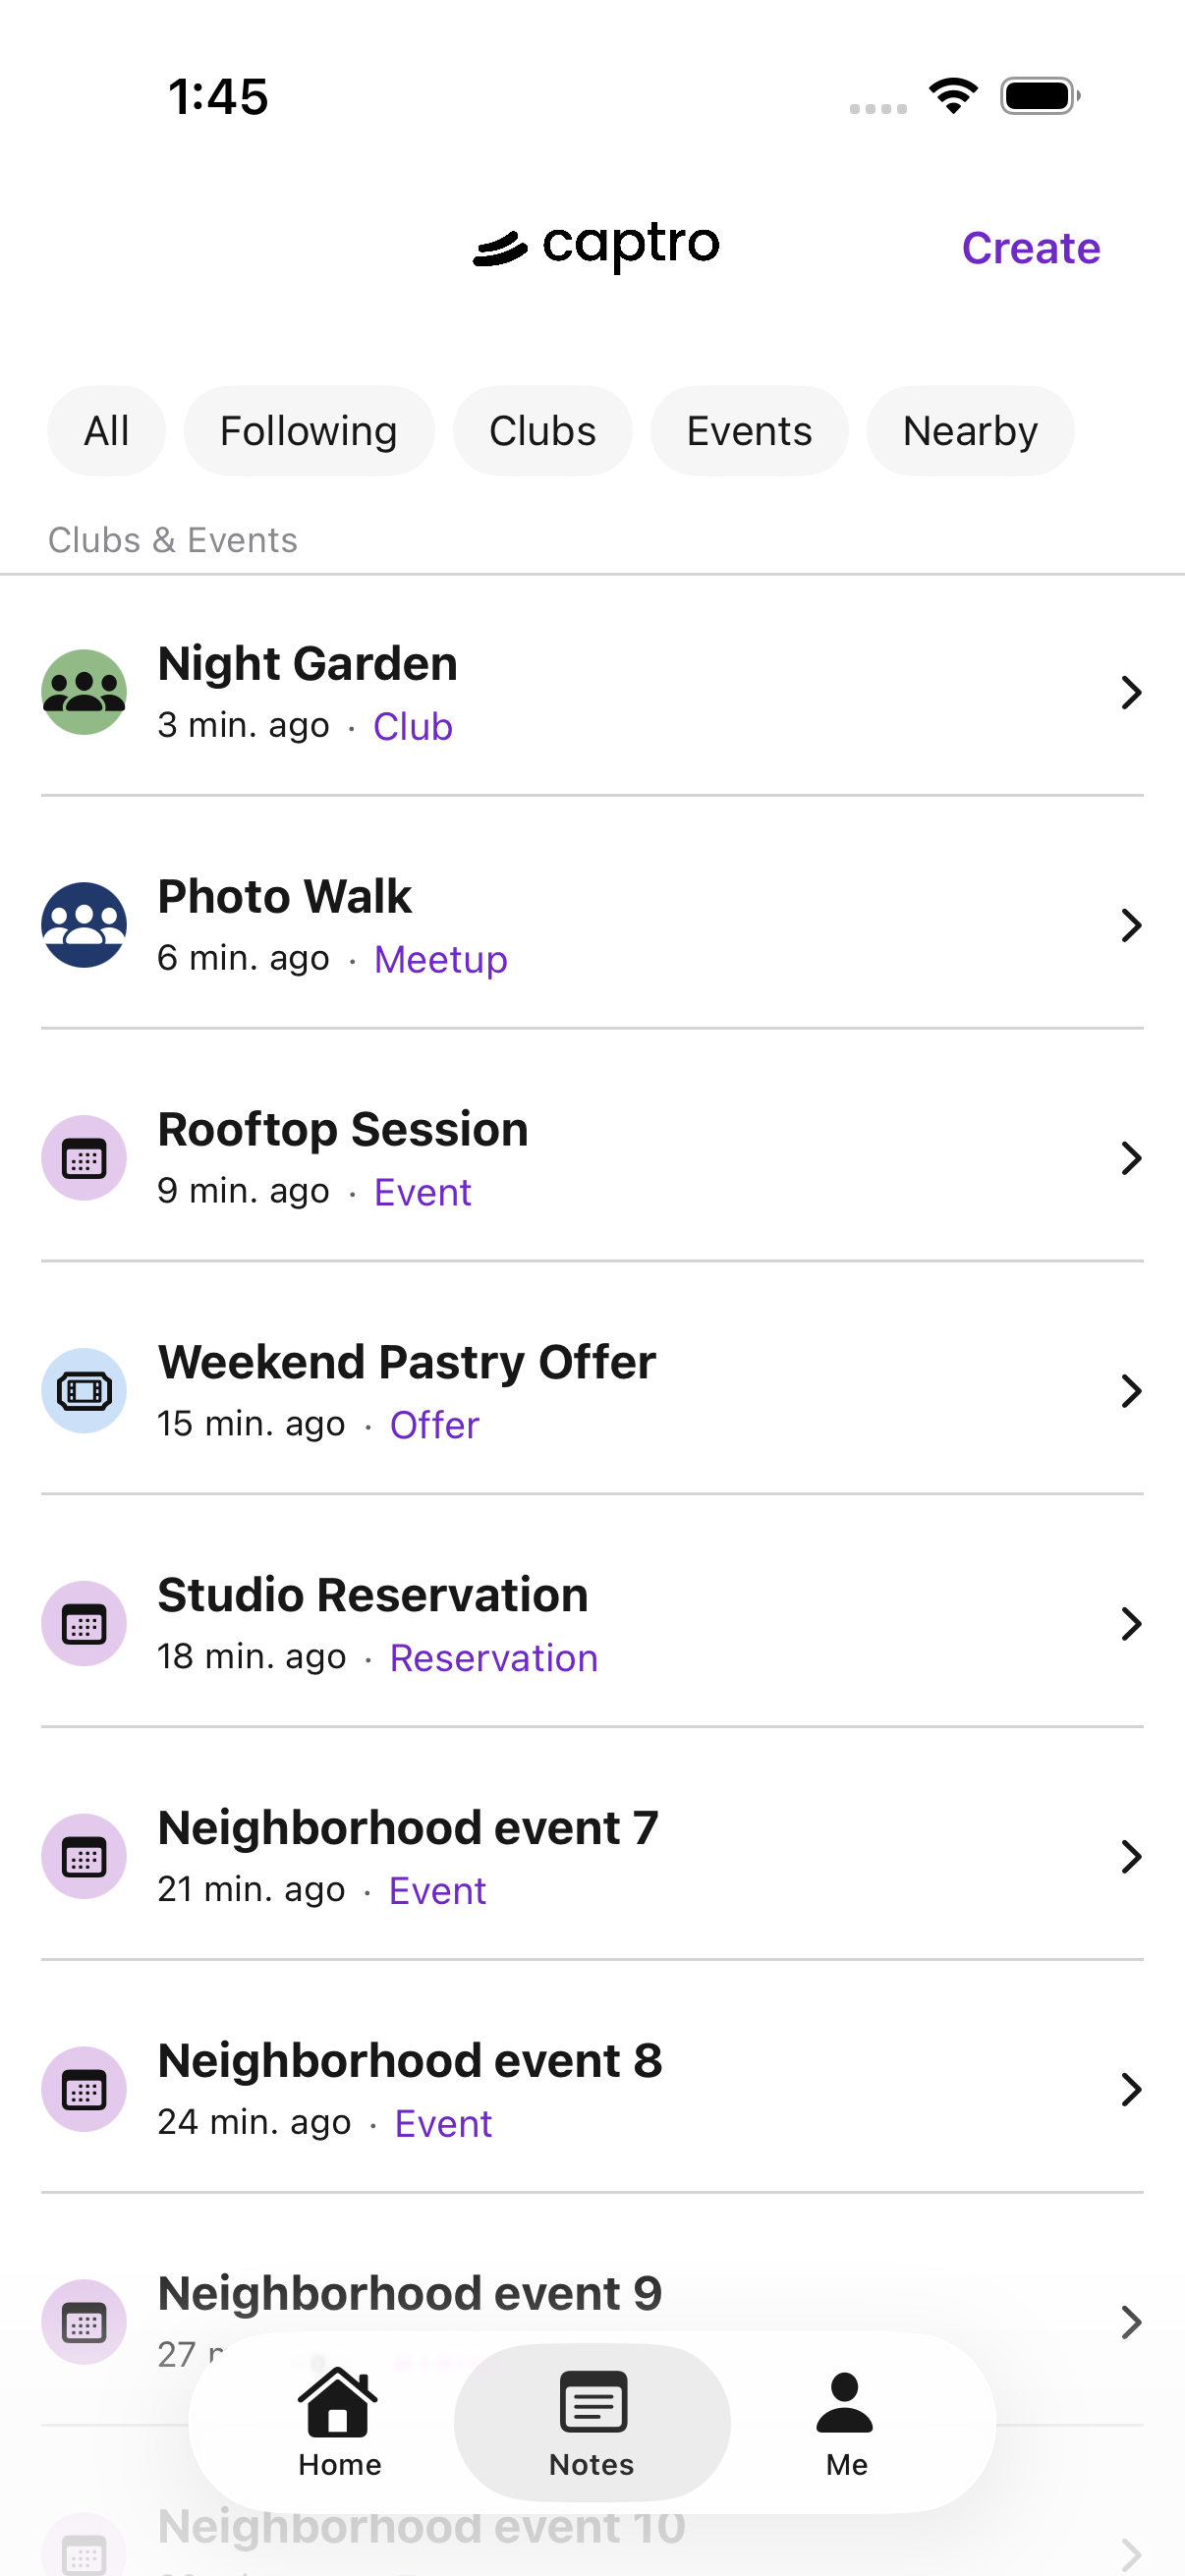 1:45
captro
Create
All Following Clubs Events Nearby
Clubs & Events
Night Garden
3 min. ago · Club
Photo Walk
6 min. ago · Meetup
Rooftop Session
9 min. ago · Event
Weekend Pastry Offer
15 min. ago · Offer
Studio Reservation
18 min. ago · Reservation
Neighborhood event 7
21 min. ago · Event
Neighborhood event 8
24 min. ago · Event
Neighborhood event 9
27
Home Notes Me
Neighborhood event 10